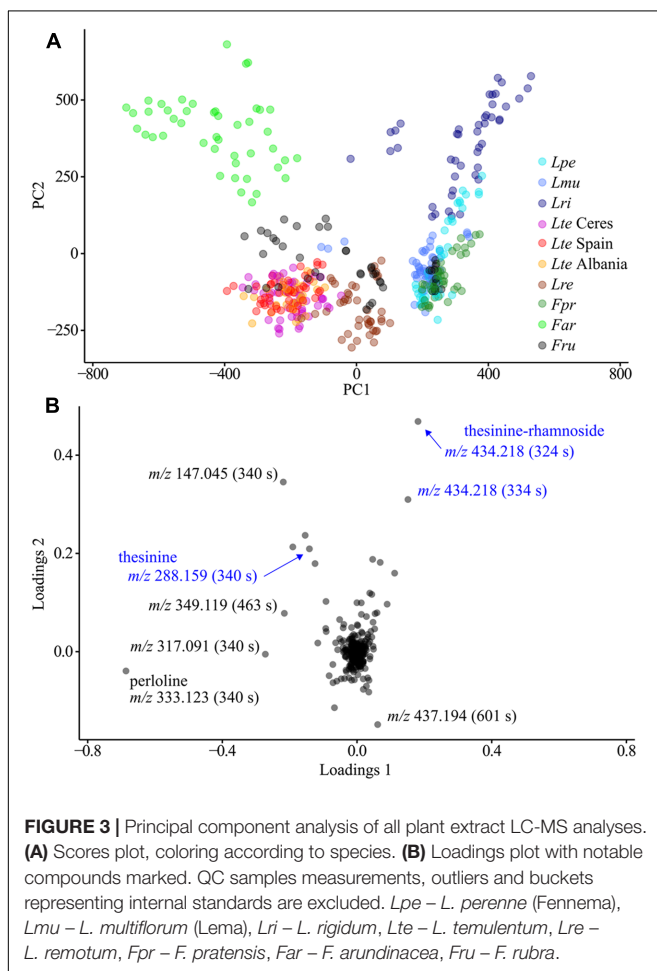 A
500
250
0
−250
PC2
−800
−400
0
400
800
PC1
Lpe
Lmu
Lri
Lte Ceres
Lte Spain
Lte Albania
Lre
Fpr
Far
Fru
B
thesinine-rhamnoside
m/z 434.218 (324 s)
m/z 147.045 (340 s)
m/z 434.218 (334 s)
thesinine
m/z 288.159 (340 s)
m/z 349.119 (463 s)
m/z 317.091 (340 s)
perloline
m/z 333.123 (340 s)
m/z 437.194 (601 s)
0.4
0.2
0.0
Loadings 2
−0.8
−0.4
0.0
0.4
0.8
Loadings 1
FIGURE 3 | Principal component analysis of all plant extract LC-MS analyses.
(A) Scores plot, coloring according to species. (B) Loadings plot with notable
compounds marked. QC samples measurements, outliers and buckets
representing internal standards are excluded. Lpe – L. perenne (Fennema),
Lmu – L. multiflorum (Lema), Lri – L. rigidum, Lte – L. temulentum, Lre –
L. remotum, Fpr – F. pratensis, Far – F. arundinacea, Fru – F. rubra.